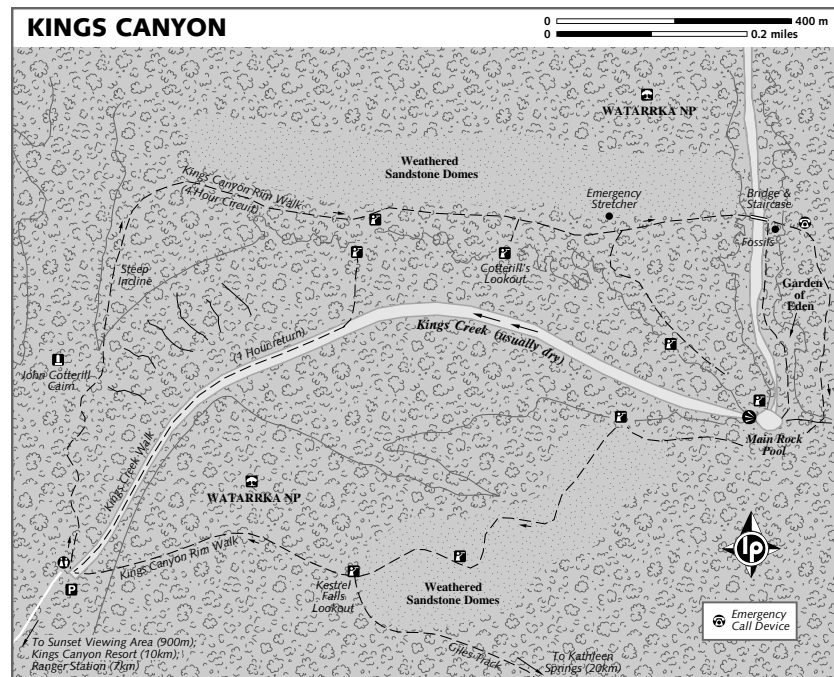 KINGS CANYON
0
400 m
0
0.2 miles
WATARRKA NP
Weathered
Sandstone Domes
Kings Canyon Rim Walk
(4 Hour Circuit)
Emergency
Stretcher
Bridge &
Staircase
Fossils
Steep
Incline
Cotterill's
Lookout
Garden
of
Eden
Kings Creek (usually dry)
(1 Hour return)
John Cotterill
Cairn
Main Rock
Pool
Kings Creek Walk
WATARRKA NP
Kings Canyon Rim Walk
lp
Kestrel
Falls
Lookout
Weathered
Sandstone Domes
P
Emergency
Call Device
To Sunset Viewing Area (900m),
Kings Canyon Resort (10km),
Ranger Station (7km)
Giles Track
To Kathleen
Springs (20km)